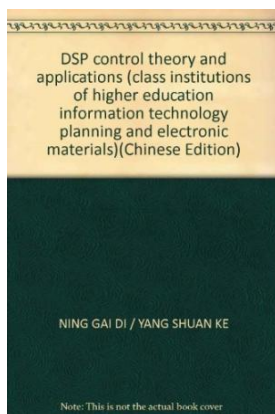 DSP control theory and
applications (class institutions
of higher education
information technology
planning and electronic
materials)(Chinese Edition)
NING GAI DI / YANG SHUAN KE
Note: This is not the actual book cover